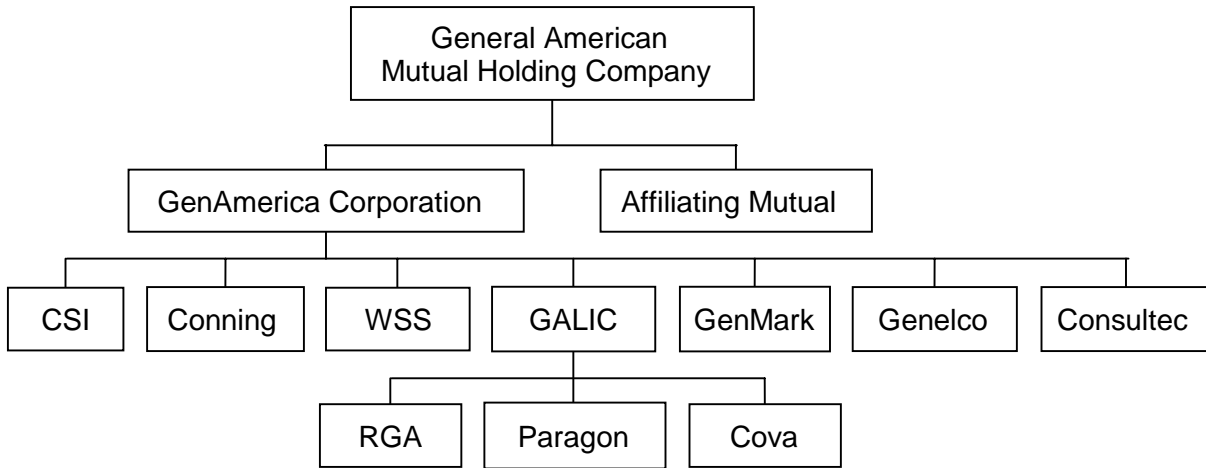 General American
Mutual Holding Company
GenAmerica Corporation
Affiliating Mutual
CSI
Conning
WSS
GALIC
GenMark
Genelco
Consultec
RGA
Paragon
Cova